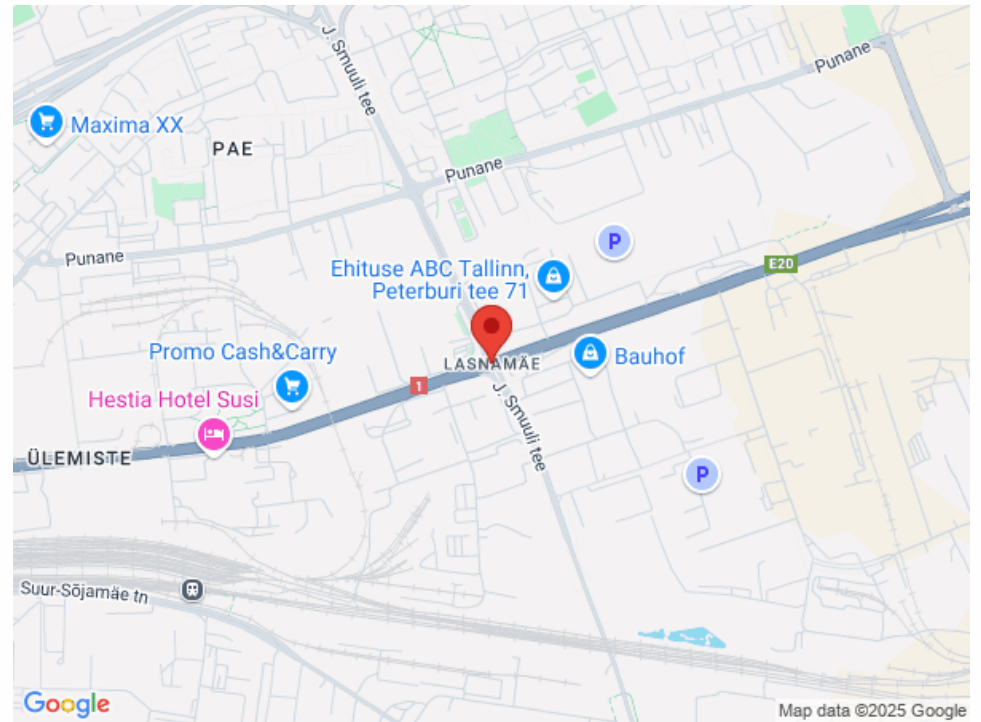 J. Smuuli tee
Punane
Maxima XX
PAE
Punane
Punane
P
Ehituse ABC Tallinn,
Peterburi tee 71
E20
Promo Cash&Carry
LASNAMÄE
Bauhof
1
Hestia Hotel Susi
J. Smuuli tee
ÜLEMISTE
P
Suur-Sõjamäe tn
Google
Map data ©2025 Google